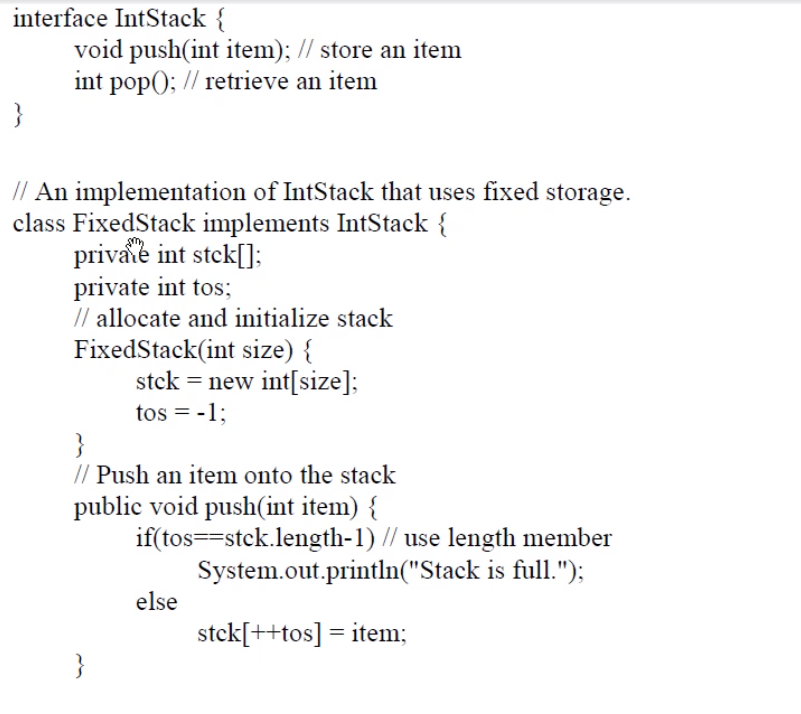 interface IntStack {
void push(int item); // store an item
int pop(); // retrieve an item
}
// An implementation of IntStack that uses fixed storage.
class FixedStack implements IntStack {
private int stck[];
private int tos;
// allocate and initialize stack
FixedStack(int size) {
stck = new int[size];
tos = -1;
}
// Push an item onto the stack
public void push(int item) {
if(tos==stck.length-1) // use length member
System.out.println("Stack is full.");
else
stck[++tos] = item;
}